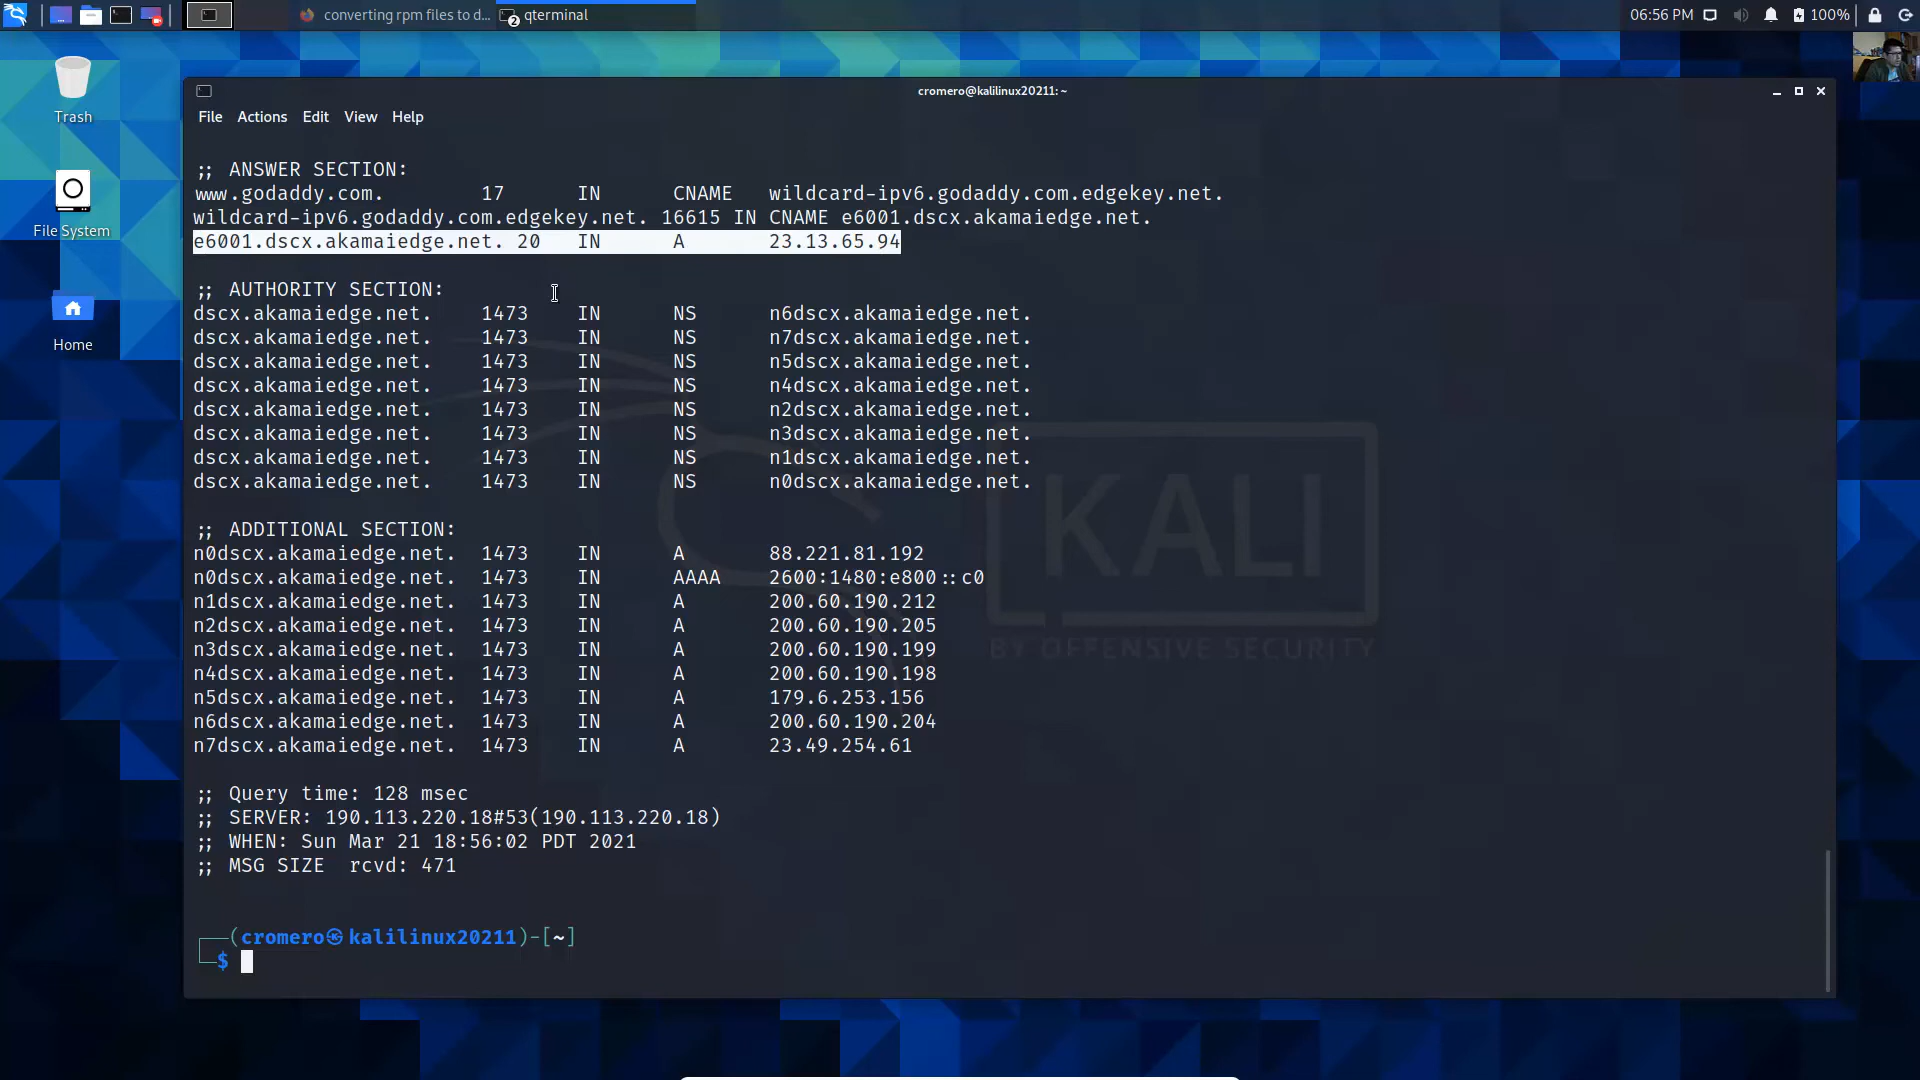 converting rpm files to d...
2 qterminal
06:56 PM
100%
Trash
File System
Home
cromero@kalilinux20211: ~
File Actions Edit View Help
;; ANSWER SECTION:
www.godaddy.com. 17 IN CNAME wildcard-ipv6.godaddy.com.edgekey.net.
wildcard-ipv6.godaddy.com.edgekey.net. 16615 IN CNAME e6001.dscx.akamaiedge.net.
e6001.dscx.akamaiedge.net. 20 IN A 23.13.65.94
;; AUTHORITY SECTION:
dscx.akamaiedge.net. 1473 IN NS n6dscx.akamaiedge.net.
dscx.akamaiedge.net. 1473 IN NS n7dscx.akamaiedge.net.
dscx.akamaiedge.net. 1473 IN NS n5dscx.akamaiedge.net.
dscx.akamaiedge.net. 1473 IN NS n4dscx.akamaiedge.net.
dscx.akamaiedge.net. 1473 IN NS n2dscx.akamaiedge.net.
dscx.akamaiedge.net. 1473 IN NS n3dscx.akamaiedge.net.
dscx.akamaiedge.net. 1473 IN NS n1dscx.akamaiedge.net.
dscx.akamaiedge.net. 1473 IN NS n0dscx.akamaiedge.net.
;; ADDITIONAL SECTION:
n0dscx.akamaiedge.net. 1473 IN A 88.221.81.192
n0dscx.akamaiedge.net. 1473 IN AAAA 2600:1480:e800::c0
n1dscx.akamaiedge.net. 1473 IN A 200.60.190.212
n2dscx.akamaiedge.net. 1473 IN A 200.60.190.205
n3dscx.akamaiedge.net. 1473 IN A 200.60.190.199
n4dscx.akamaiedge.net. 1473 IN A 200.60.190.198
n5dscx.akamaiedge.net. 1473 IN A 179.6.253.156
n6dscx.akamaiedge.net. 1473 IN A 200.60.190.204
n7dscx.akamaiedge.net. 1473 IN A 23.49.254.61
;; Query time: 128 msec
;; SERVER: 190.113.220.18#53(190.113.220.18)
;; WHEN: Sun Mar 21 18:56:02 PDT 2021
;; MSG SIZE  rcvd: 471
┌──(cromero㉿kalilinux20211)-[~]
└─$
KALI
BY OFFENSIVE SECURITY